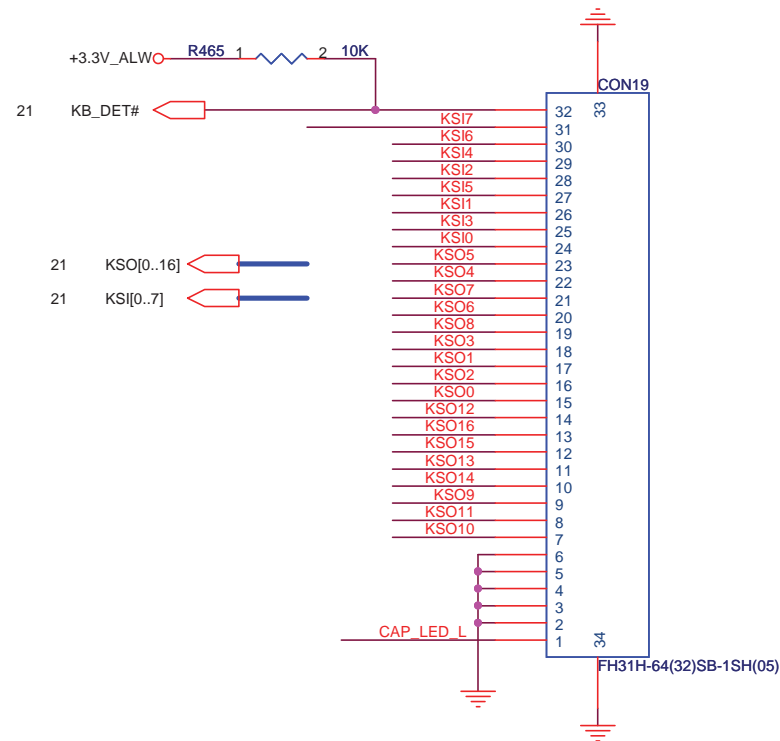 CON19
33
+3.3V_ALW R465 1 2 10K
21 KB_DET# 32
KSI7 31
KSI6 30
KSI4 29
KSI2 28
KSI5 27
KSI1 26
KSI3 25
KSI0 24
KSO5 23
KSO4 22
KSO7 21
KSO6 20
KSO8 19
KSO3 18
KSO1 17
KSO2 16
KSO0 15
KSO12 14
KSO16 13
KSO15 12
KSO13 11
KSO14 10
KSO9 9
KSO11 8
KSO10 7
6
5
4
3
2
CAP_LED_L 1
34
FH31H-64(32)SB-1SH(05)
21 KSO[0..16]
21 KSI[0..7]